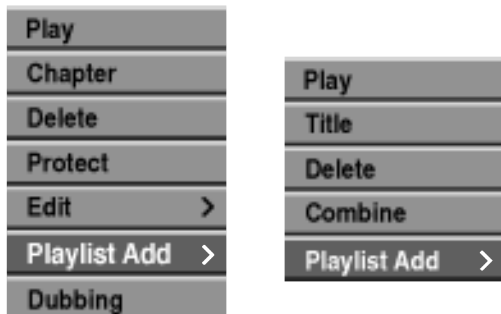 Play
Chapter
Delete
Protect
Edit >
Playlist Add >
Dubbing
Play
Title
Delete
Combine
Playlist Add >